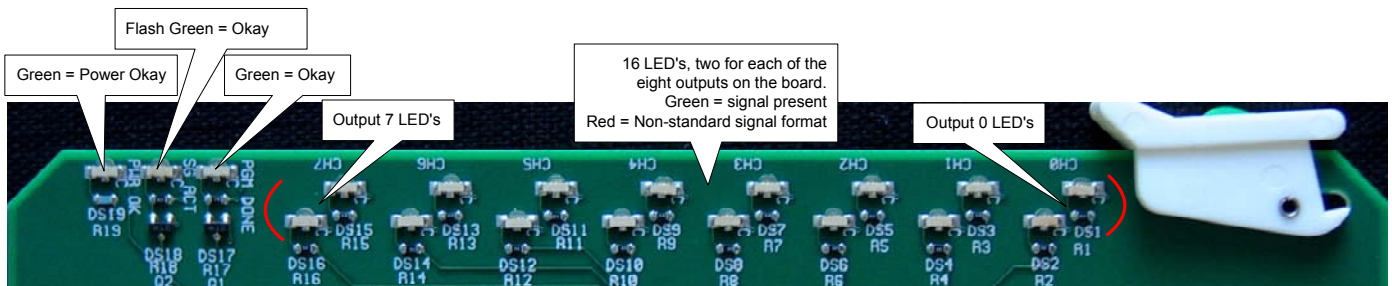 Flash Green = Okay
Green = Power Okay
Green = Okay
16 LED's, two for each of the
eight outputs on the board.
Green = signal present
Red = Non-standard signal format
Output 7 LED's
Output 0 LED's
PWR OK
SG ACT
PGM DONE
CH7
CH6
CH5
CH4
CH3
CH2
CH1
CH0
DS19
R19
DS18
R18
Q2
DS17
R17
Q1
DS16
R16
DS15
R15
DS14
R14
DS13
R13
DS12
R12
DS11
R11
DS10
R10
DS9
R9
DS8
R8
DS7
R7
DS6
R6
DS5
R5
DS4
R4
DS3
R3
DS2
R2
DS1
R1